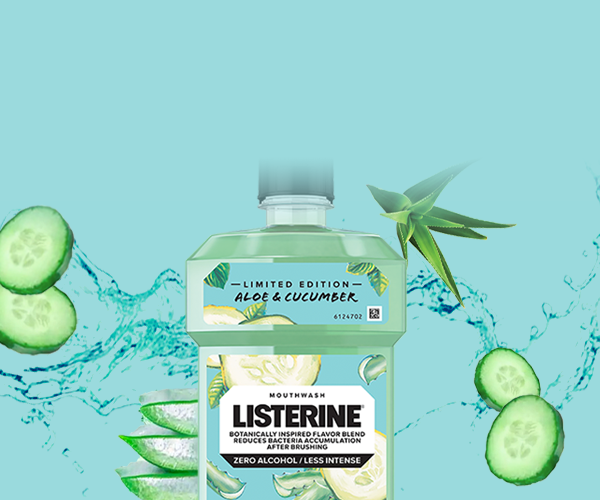 LIMITED EDITION
ALOE & CUCUMBER
6124702
MOUTHWASH
LISTERINE®
BOTANICALLY INSPIRED FLAVOR BLEND
REDUCES BACTERIA ACCUMULATION
AFTER BRUSHING
ZERO ALCOHOL / LESS INTENSE